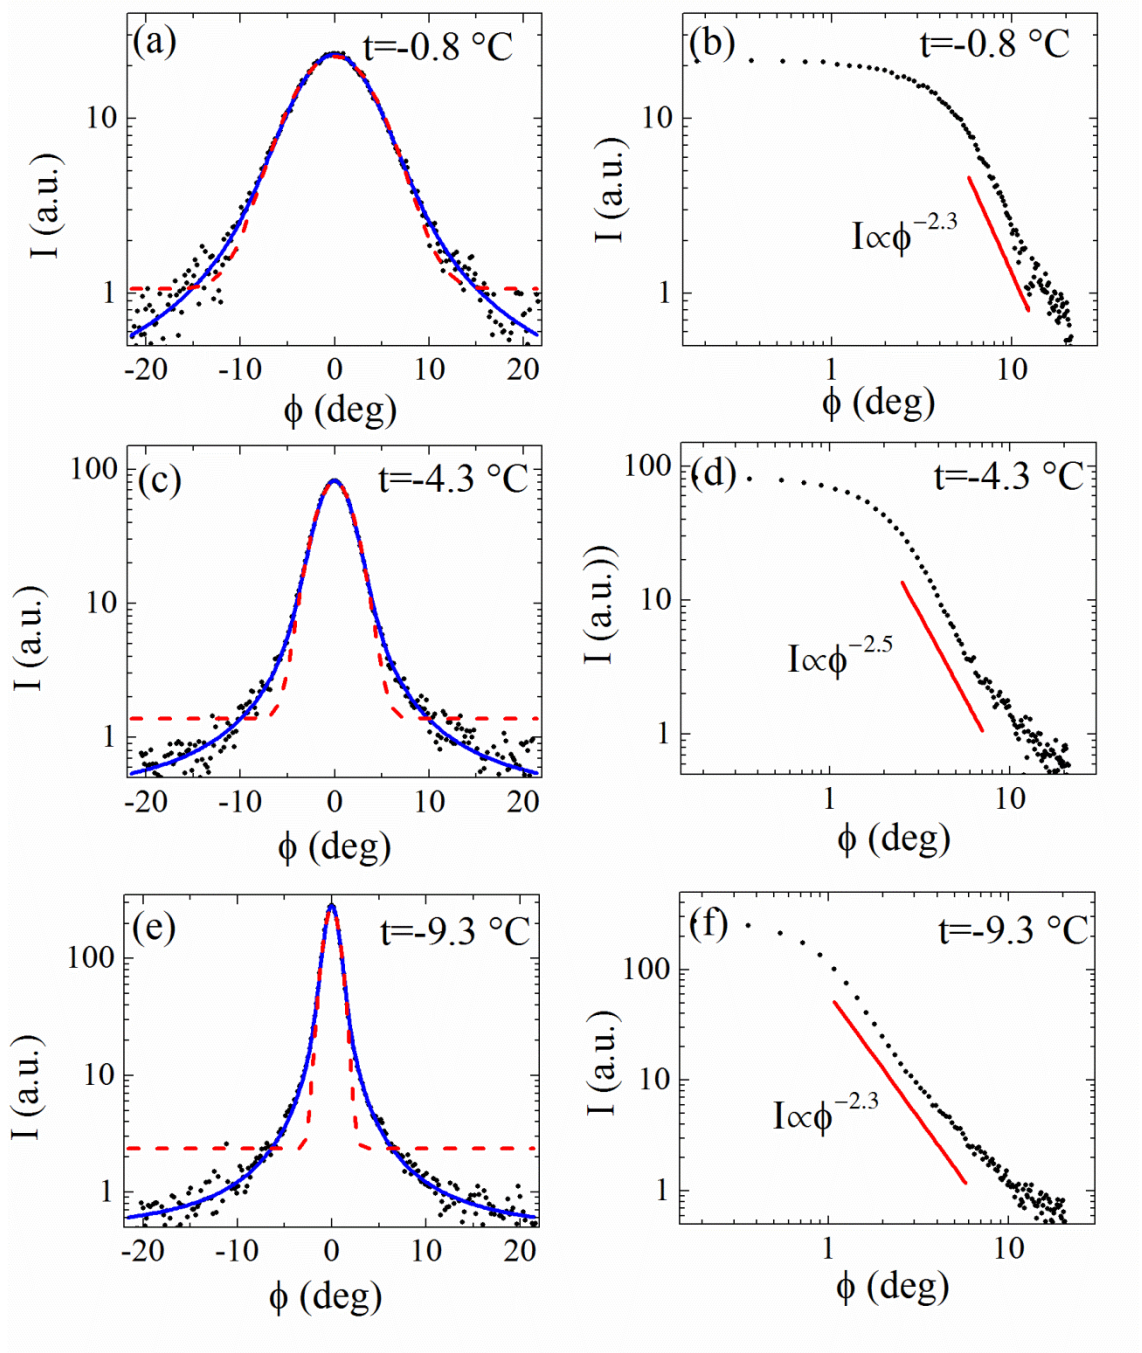 (a) t=-0.8 °C
10
1
I (a.u.)
-20 -10 0 10 20
ϕ (deg)
(b) t=-0.8 °C
10
1
I (a.u.)
I∝ϕ⁻²·³
1 10
ϕ (deg)
(c) t=-4.3 °C
100
10
1
I (a.u.)
-20 -10 0 10 20
ϕ (deg)
(d) t=-4.3 °C
100
10
1
I (a.u.))
I∝ϕ⁻²·⁵
1 10
ϕ (deg)
(e) t=-9.3 °C
100
10
1
I (a.u.)
-20 -10 0 10 20
ϕ (deg)
(f) t=-9.3 °C
100
10
1
I (a.u.)
I∝ϕ⁻²·³
1 10
ϕ (deg)